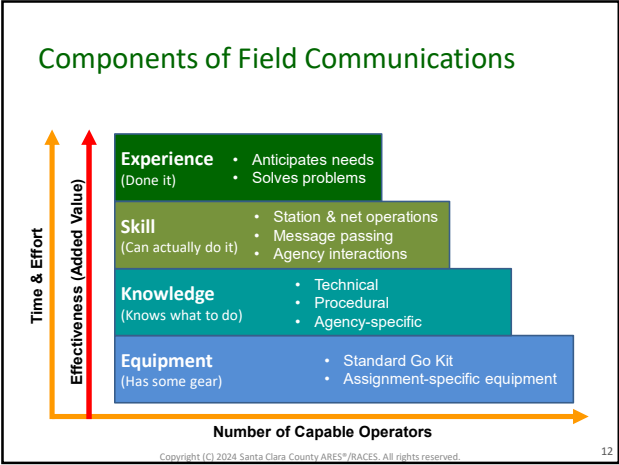 Components of Field Communications
Time & Effort
Effectiveness (Added Value)
Experience
(Done it)
• Anticipates needs
• Solves problems
Skill
(Can actually do it)
• Station & net operations
• Message passing
• Agency interactions
Knowledge
(Knows what to do)
• Technical
• Procedural
• Agency-specific
Equipment
(Has some gear)
• Standard Go Kit
• Assignment-specific equipment
Number of Capable Operators
Copyright (C) 2024 Santa Clara County ARES®/RACES. All rights reserved.
12